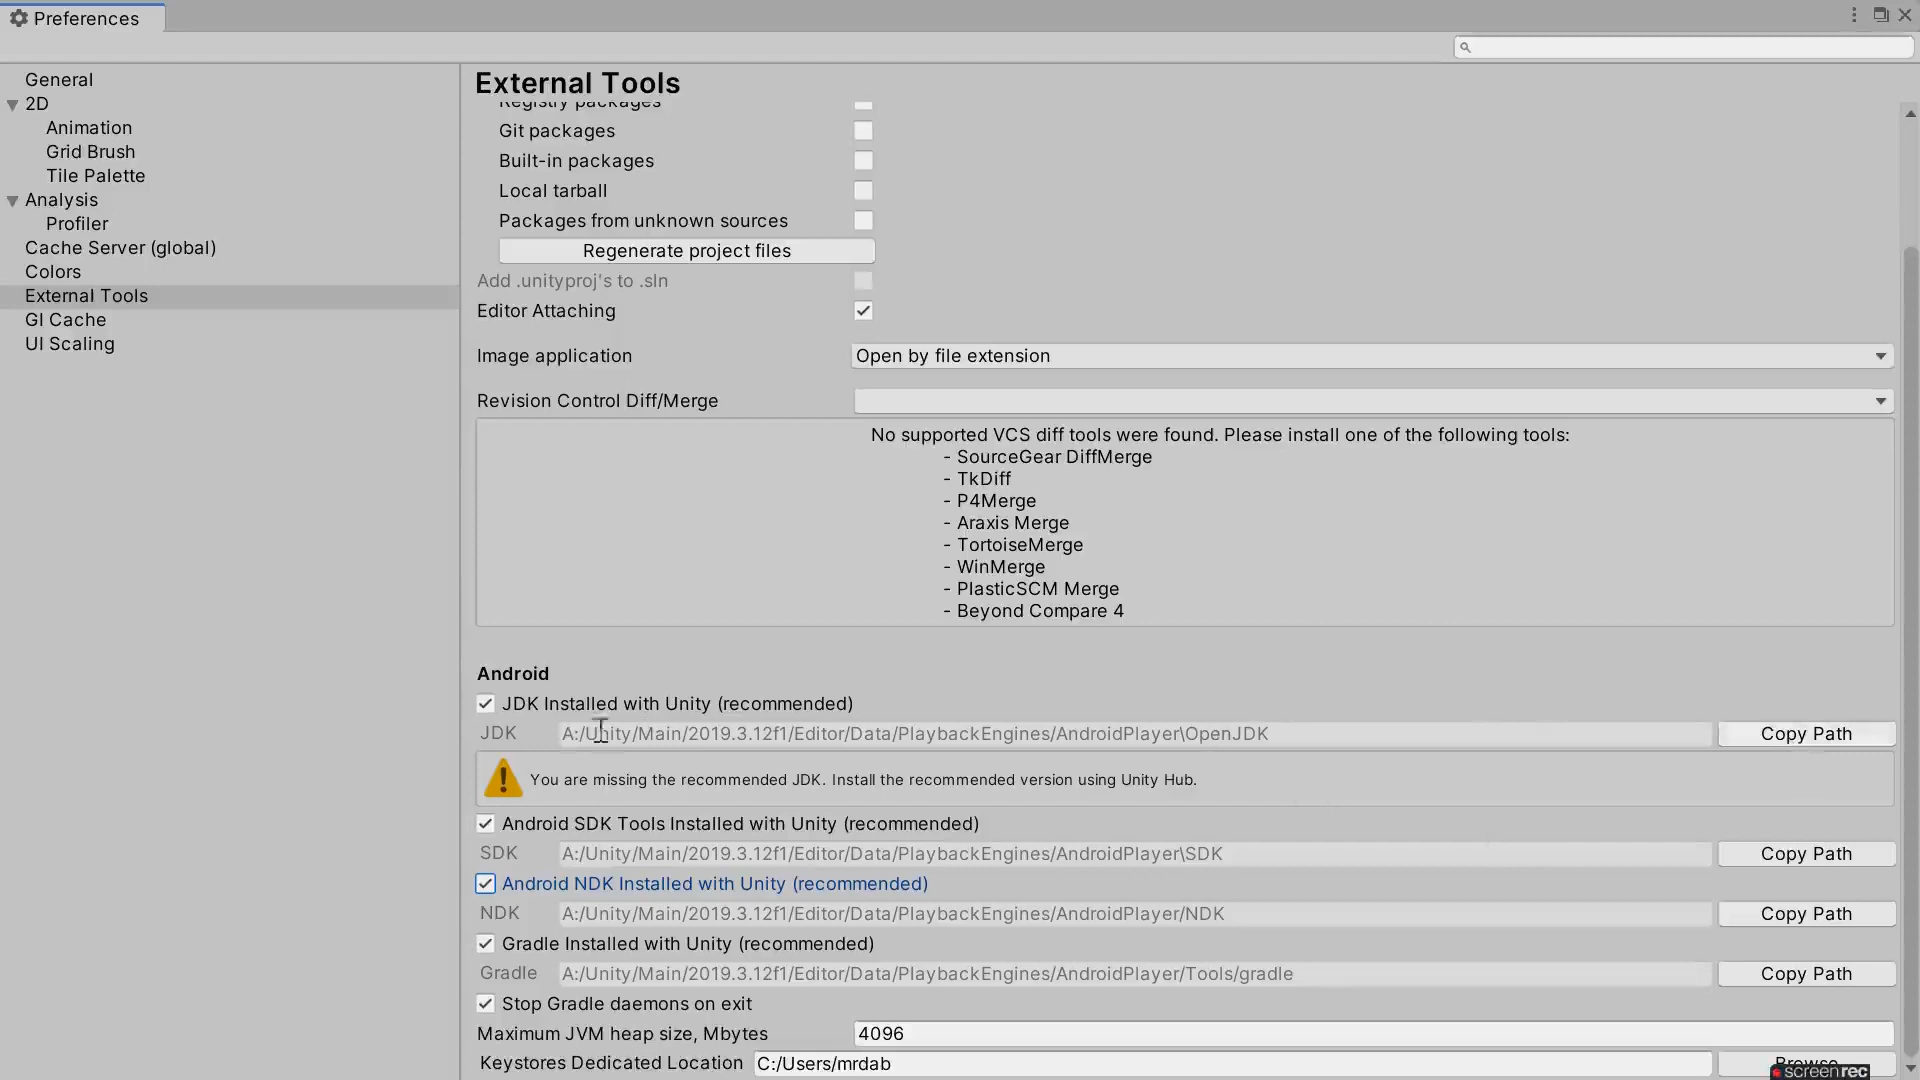 Preferences
General
2D
Animation
Grid Brush
Tile Palette
Analysis
Profiler
Cache Server (global)
Colors
External Tools
GI Cache
UI Scaling
External Tools
Registry packages
Git packages
Built-in packages
Local tarball
Packages from unknown sources
Regenerate project files
Add .unityproj's to .sln
Editor Attaching
Image application Open by file extension
Revision Control Diff/Merge
No supported VCS diff tools were found. Please install one of the following tools:
- SourceGear DiffMerge
- TkDiff
- P4Merge
- Araxis Merge
- TortoiseMerge
- WinMerge
- PlasticSCM Merge
- Beyond Compare 4
Android
JDK Installed with Unity (recommended)
JDK A:/Unity/Main/2019.3.12f1/Editor/Data/PlaybackEngines/AndroidPlayer\OpenJDK Copy Path
You are missing the recommended JDK. Install the recommended version using Unity Hub.
Android SDK Tools Installed with Unity (recommended)
SDK A:/Unity/Main/2019.3.12f1/Editor/Data/PlaybackEngines/AndroidPlayer\SDK Copy Path
Android NDK Installed with Unity (recommended)
NDK A:/Unity/Main/2019.3.12f1/Editor/Data/PlaybackEngines/AndroidPlayer/NDK Copy Path
Gradle Installed with Unity (recommended)
Gradle A:/Unity/Main/2019.3.12f1/Editor/Data/PlaybackEngines/AndroidPlayer/Tools/gradle Copy Path
Stop Gradle daemons on exit
Maximum JVM heap size, Mbytes 4096
Keystores Dedicated Location C:/Users/mrdab Browse
screenrec